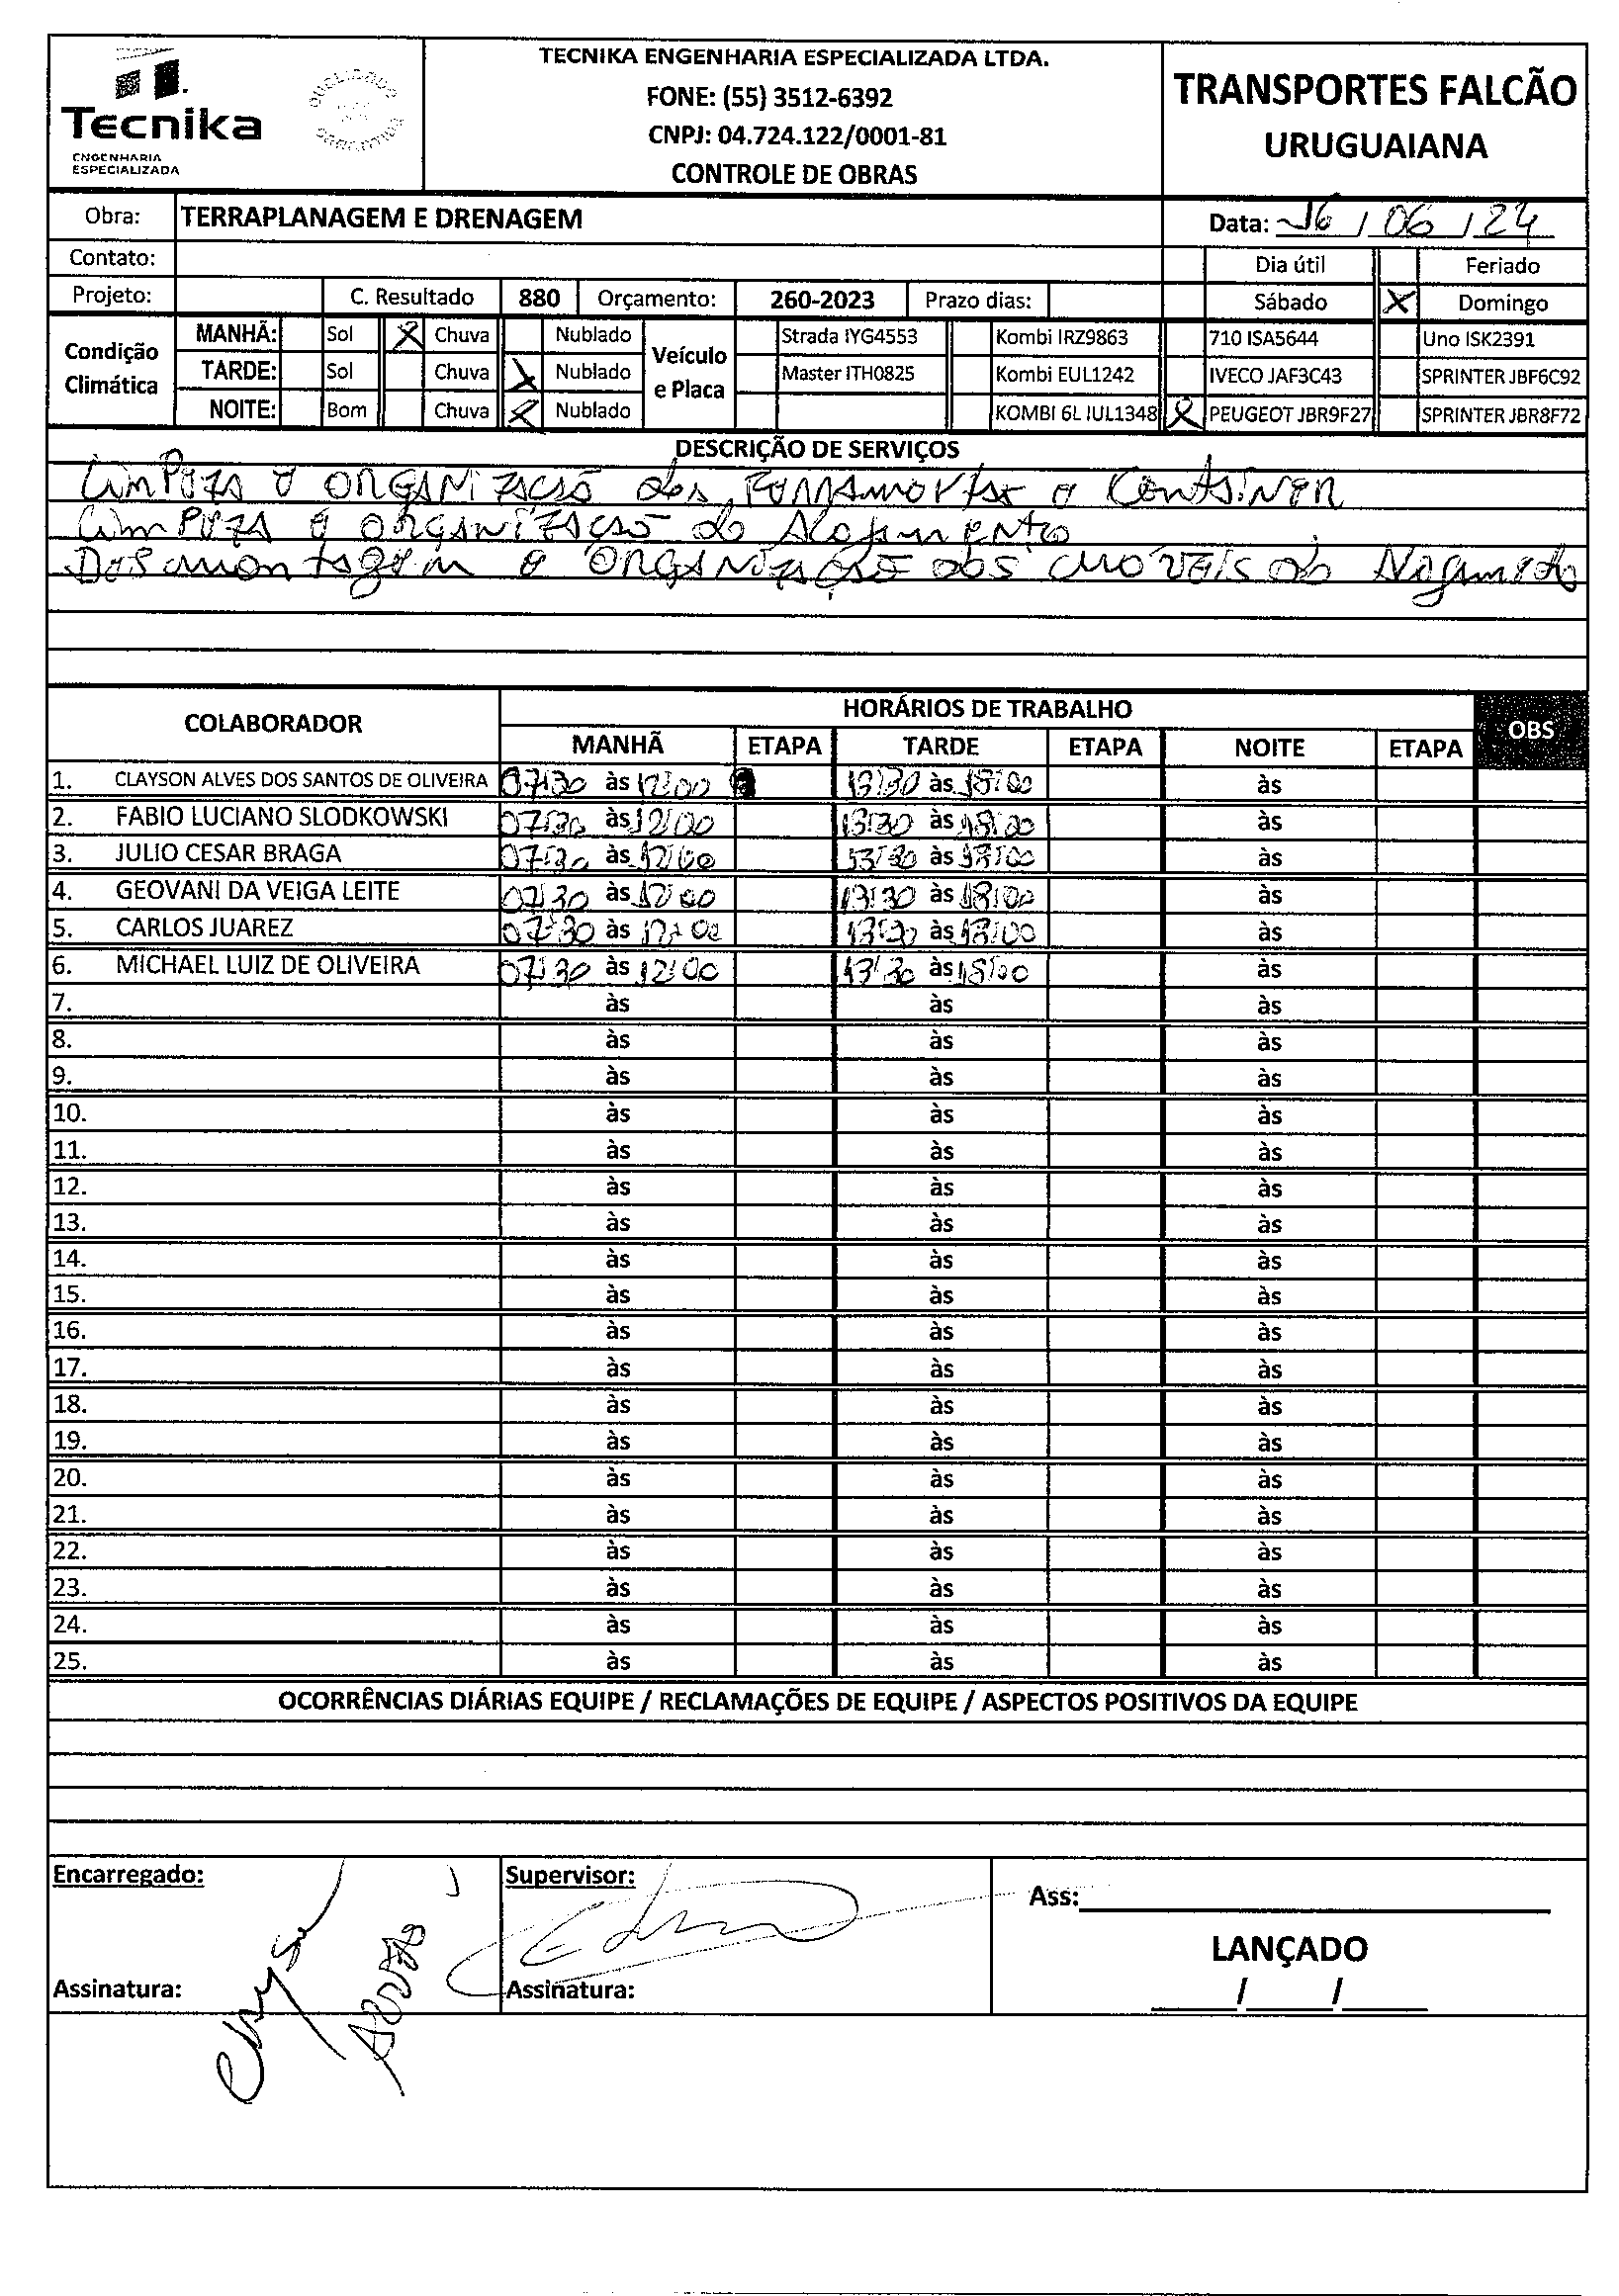 Tecnika
ENGENHARIA
ESPECIALIZADA
TECNIKA ENGENHARIA ESPECIALIZADA LTDA.
FONE: (55) 3512-6392
CNPJ: 04.724.122/0001-81
CONTROLE DE OBRAS
TRANSPORTES FALCÃO
URUGUAIANA
Obra: TERRAPLANAGEM E DRENAGEM
Data: 16 / 06 / 24
Contato:
Dia útil Feriado
Projeto: C. Resultado 880 Orçamento: 260-2023 Prazo dias:
Sábado X Domingo
Condição Climática
MANHÃ: Sol X Chuva Nublado
TARDE: Sol Chuva X Nublado
NOITE: Bom Chuva X Nublado
Veículo e Placa
Strada IYG4553 Kombi IRZ9863 710 ISA5644 Uno ISK2391
Master ITH0825 Kombi EUL1242 IVECO JAF3C43 SPRINTER JBF6C92
KOMBI 6L IUL1348 X PEUGEOT JBR9F27 SPRINTER JBR8F72
DESCRIÇÃO DE SERVIÇOS
Limpeza e organização das e Container
Limpeza e organização do Alojamento
Desmontagem e organização dos móveis do
COLABORADOR HORÁRIOS DE TRABALHO OBS
MANHÃ ETAPA TARDE ETAPA NOITE ETAPA
1. CLAYSON ALVES DOS SANTOS DE OLIVEIRA 07:30 às 12:00 13:30 às 18:00 às
2. FABIO LUCIANO SLODKOWSKI 07:30 às 12:00 13:30 às 18:00 às
3. JULIO CESAR BRAGA 07:30 às 12:00 13:30 às 18:00 às
4. GEOVANI DA VEIGA LEITE 07:30 às 12:00 13:30 às 18:00 às
5. CARLOS JUAREZ 07:30 às 12:00 13:30 às 18:00 às
6. MICHAEL LUIZ DE OLIVEIRA 07:30 às 12:00 13:30 às 18:00 às
7. às às às
8. às às às
9. às às às
10. às às às
11. às às às
12. às às às
13. às às às
14. às às às
15. às às às
16. às às às
17. às às às
18. às às às
19. às às às
20. às às às
21. às às às
22. às às às
23. às às às
24. às às às
25. às às às
OCORRÊNCIAS DIÁRIAS EQUIPE / RECLAMAÇÕES DE EQUIPE / ASPECTOS POSITIVOS DA EQUIPE
Encarregado:
Assinatura:
Supervisor:
Assinatura:
Ass:
LANÇADO
/ /